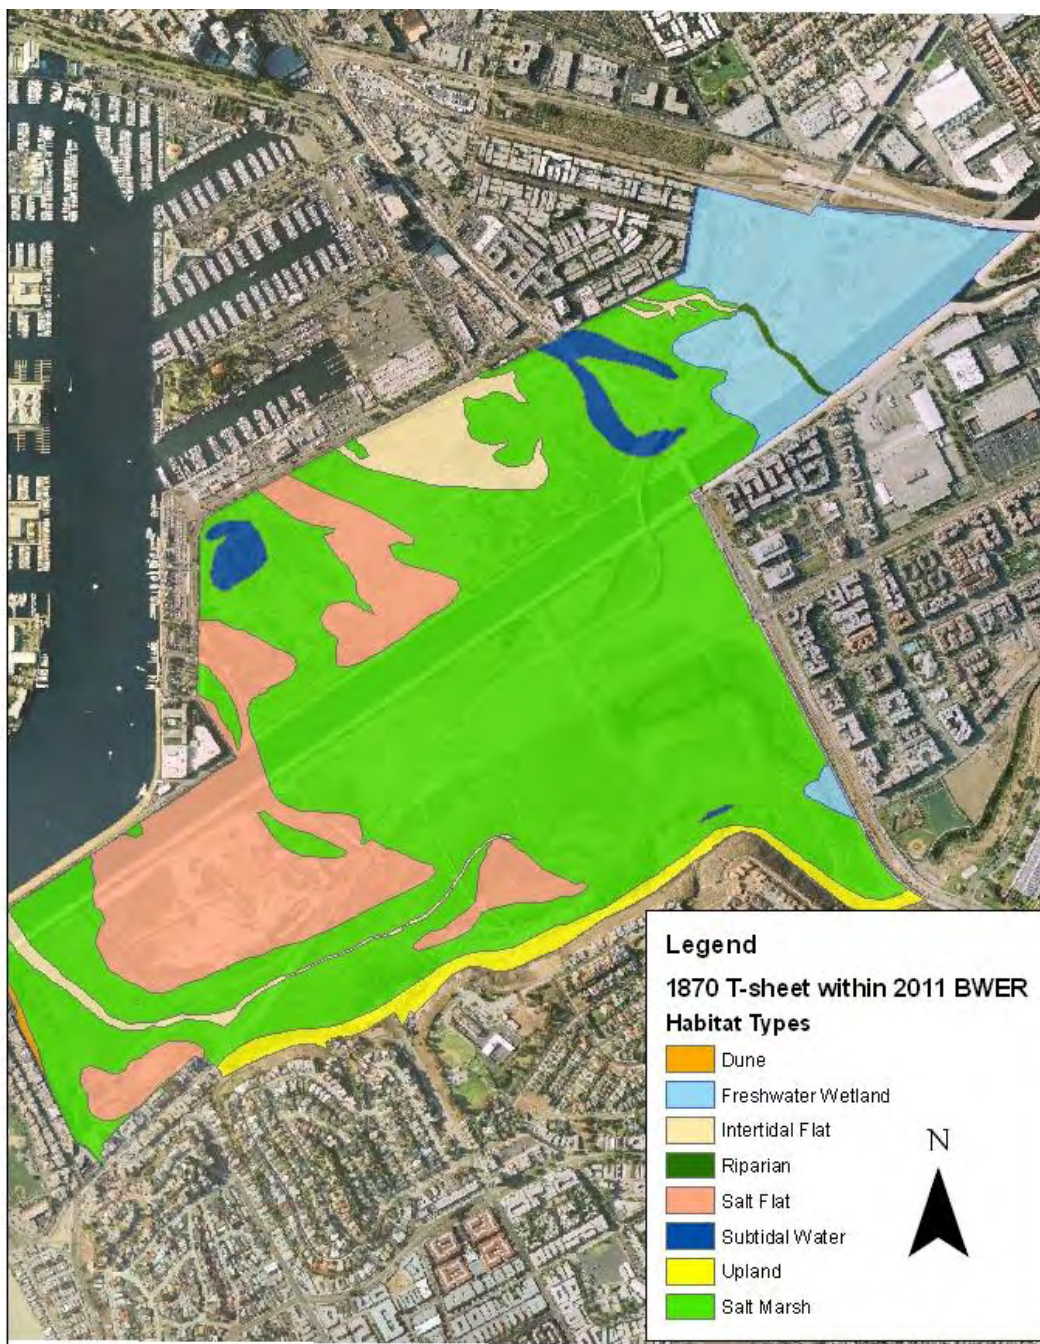 Legend
1870 T-sheet within 2011 BWER
Habitat Types
Dune
Freshwater Wetland
Intertidal Flat
Riparian
Salt Flat
Subtidal Water
Upland
Salt Marsh
N